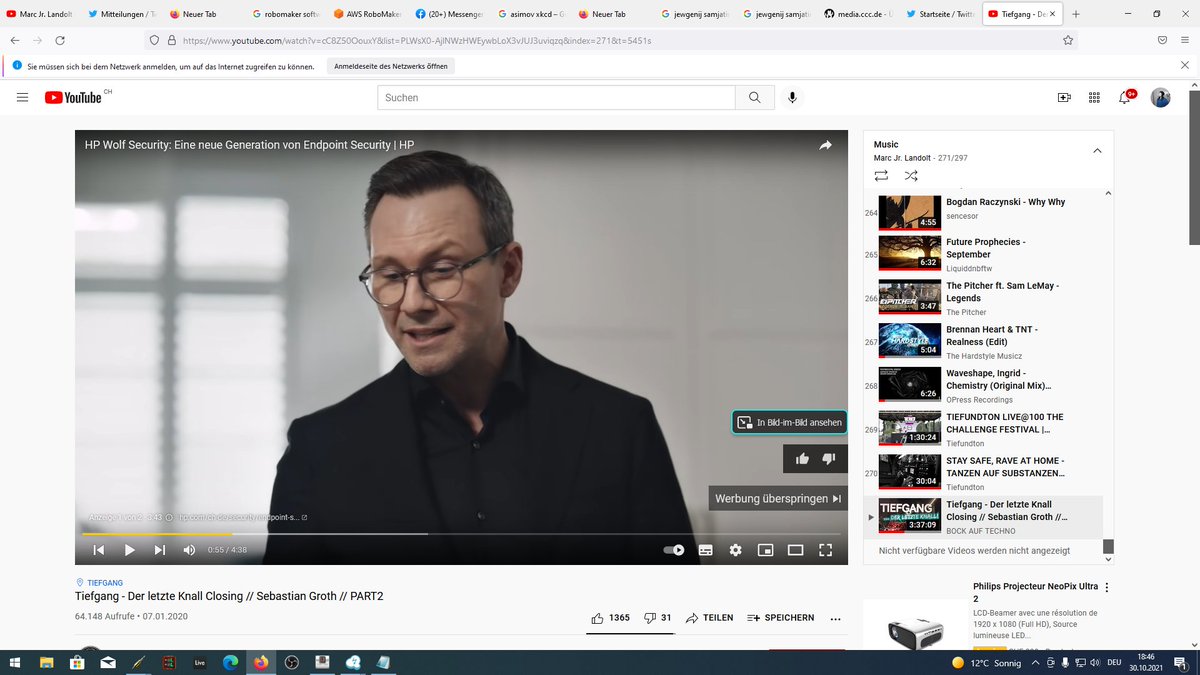 Marc Jr. Landolt
Mitteilungen / T
Neuer Tab
robomaker softw
AWS RoboMaker
(20+) Messenger
asimov xkcd – G
Neuer Tab
jewgenij samjatin
jewgenij samjatin
media.ccc.de - U
Startseite / Twitt
Tiefgang - De
https://www.youtube.com/watch?v=cC8Z50OouxY&list=PLWsX0-AjINWzHWEywbLoX3vJUJ3uviqzq&index=271&t=5451s
Sie müssen sich bei dem Netzwerk anmelden, um auf das Internet zugreifen zu können.
Anmeldeseite des Netzwerks öffnen
YouTube CH
Suchen
9+
HP Wolf Security: Eine neue Generation von Endpoint Security | HP
In Bild-im-Bild ansehen
Werbung überspringen
Anzeige 1 von 2 · 3:43
hp.com/ch-de/security/endpoint-s...
0:55 / 4:38
TIEFGANG
Tiefgang - Der letzte Knall Closing // Sebastian Groth // PART2
64.148 Aufrufe • 07.01.2020
1365
31
TEILEN
SPEICHERN
Music
Marc Jr. Landolt - 271/297
264
4:55
Bogdan Raczynski - Why Why
sencesor
265
6:32
Future Prophecies -
September
Liquiddnbftw
266
3:47
The Pitcher ft. Sam LeMay -
Legends
The Pitcher
267
HARDSTYLE
5:04
Brennan Heart & TNT -
Realness (Edit)
The Hardstyle Musicz
268
6:26
Waveshape, Ingrid -
Chemistry (Original Mix)...
OPress Recordings
269
1:30:24
TIEFUNDTON LIVE@100 THE
CHALLENGE FESTIVAL |...
Tiefundton
270
30:04
STAY SAFE, RAVE AT HOME -
TANZEN AUF SUBSTANZEN...
Tiefundton
TIEFGANG
DER LETZTE KNALL
3:37:09
Tiefgang - Der letzte Knall
Closing // Sebastian Groth //...
BOCK AUF TECHNO
Nicht verfügbare Videos werden nicht angezeigt
Philips Projecteur NeoPix Ultra
2
LCD-Beamer avec une résolution de
1920 x 1080 (Full HD), Source
lumineuse LED...
Live
12°C Sonnig
DEU
18:46
30.10.2021
1